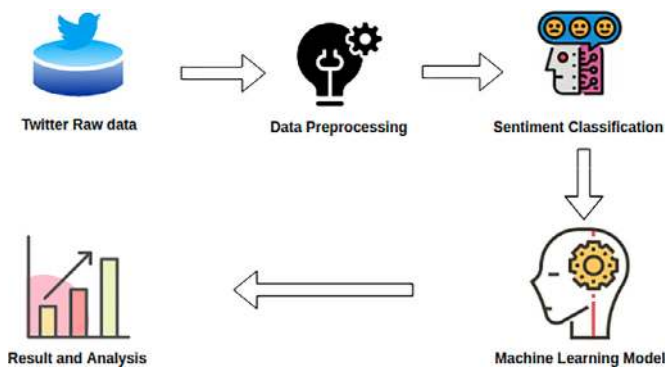 Twitter Raw data
Data Preprocessing
Sentiment Classification
Machine Learning Model
Result and Analysis